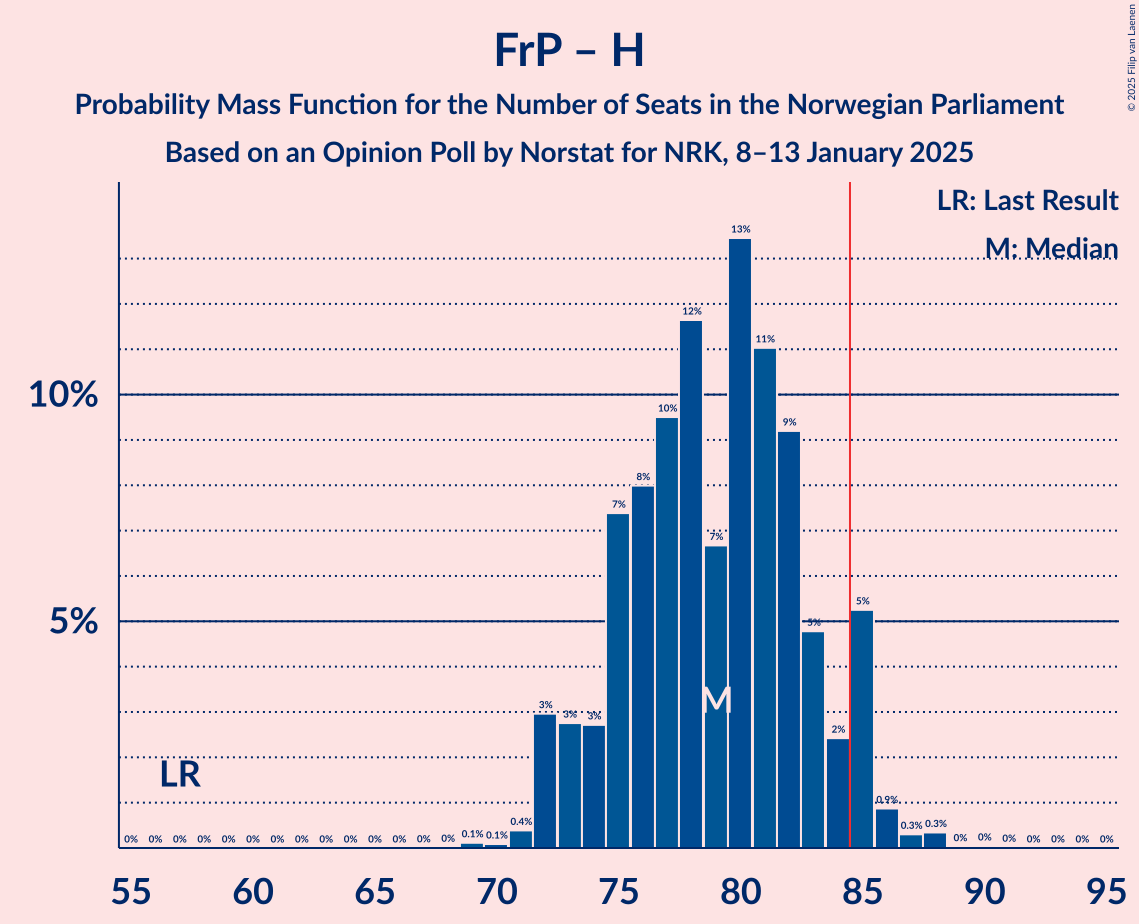 FrP – H
Probability Mass Function for the Number of Seats in the Norwegian Parliament
Based on an Opinion Poll by Norstat for NRK, 8–13 January 2025
© 2025 Filip van Laenen
LR: Last Result
M: Median
10%
5%
LR
M
0% 0% 0% 0% 0% 0% 0% 0% 0% 0% 0% 0% 0% 0% 0.1% 0.1% 0.4% 3% 3% 3% 7% 8% 10% 12% 7% 13% 11% 9% 5% 2% 5% 0.9% 0.3% 0.3% 0% 0% 0% 0% 0% 0% 0%
55 60 65 70 75 80 85 90 95